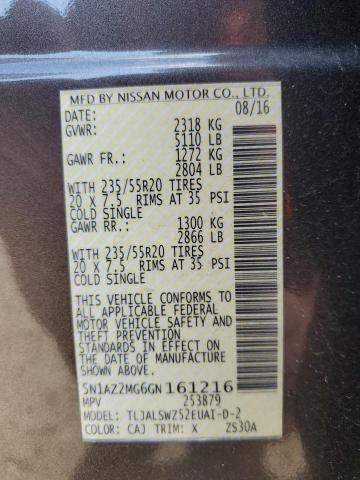 MFD BY NISSAN MOTOR CO., LTD.
DATE: 08/16
GVWR: 2318 KG
5110 LB
GAWR FR.: 1272 KG
2804 LB
WITH 235/55R20 TIRES
20 X 7.5 RIMS AT 35 PSI
COLD SINGLE
GAWR RR.: 1300 KG
2866 LB
WITH 235/55R20 TIRES
20 X 7.5 RIMS AT 35 PSI
COLD SINGLE
THIS VEHICLE CONFORMS TO
ALL APPLICABLE FEDERAL
MOTOR VEHICLE SAFETY AND
THEFT PREVENTION
STANDARDS IN EFFECT ON
THE DATE OF MANUFACTURE
SHOWN ABOVE.
5N1AZ2MG6GN161216
MPV 253879
MODEL: TLJALSWZ52EUAI-D-2
COLOR: CAJ TRIM: X ZS30A